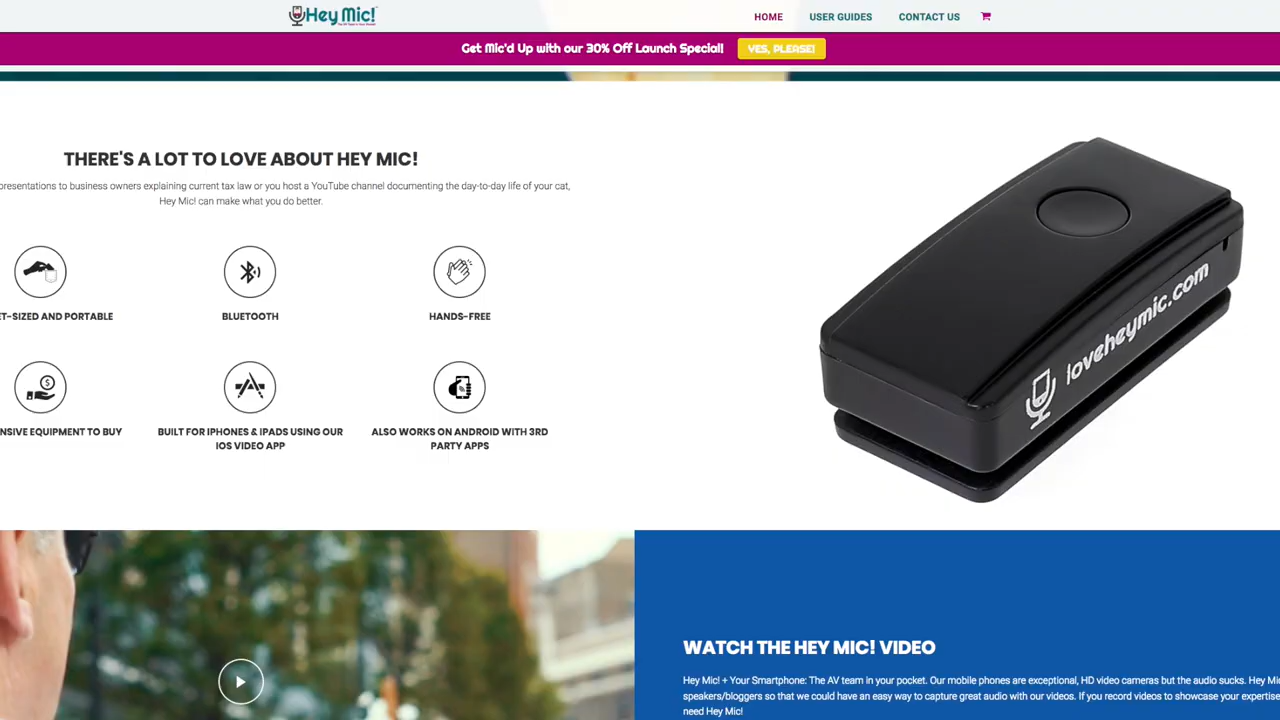 Hey Mic!
HOME
USER GUIDES
CONTACT US
Get Mic'd Up with our 30% Off Launch Special!
YES, PLEASE!
THERE'S A LOT TO LOVE ABOUT HEY MIC!
presentations to business owners explaining current tax law or you host a YouTube channel documenting the day-to-day life of your cat,
Hey Mic! can make what you do better.
ET-SIZED AND PORTABLE
BLUETOOTH
HANDS-FREE
NSIVE EQUIPMENT TO BUY
BUILT FOR IPHONES & IPADS USING OUR
IOS VIDEO APP
ALSO WORKS ON ANDROID WITH 3RD
PARTY APPS
loveheymic.com
WATCH THE HEY MIC! VIDEO
Hey Mic! + Your Smartphone: The AV team in your pocket. Our mobile phones are exceptional, HD video cameras but the audio sucks. Hey Mic
speakers/bloggers so that we could have an easy way to capture great audio with our videos. If you record videos to showcase your expertise
need Hey Mic!